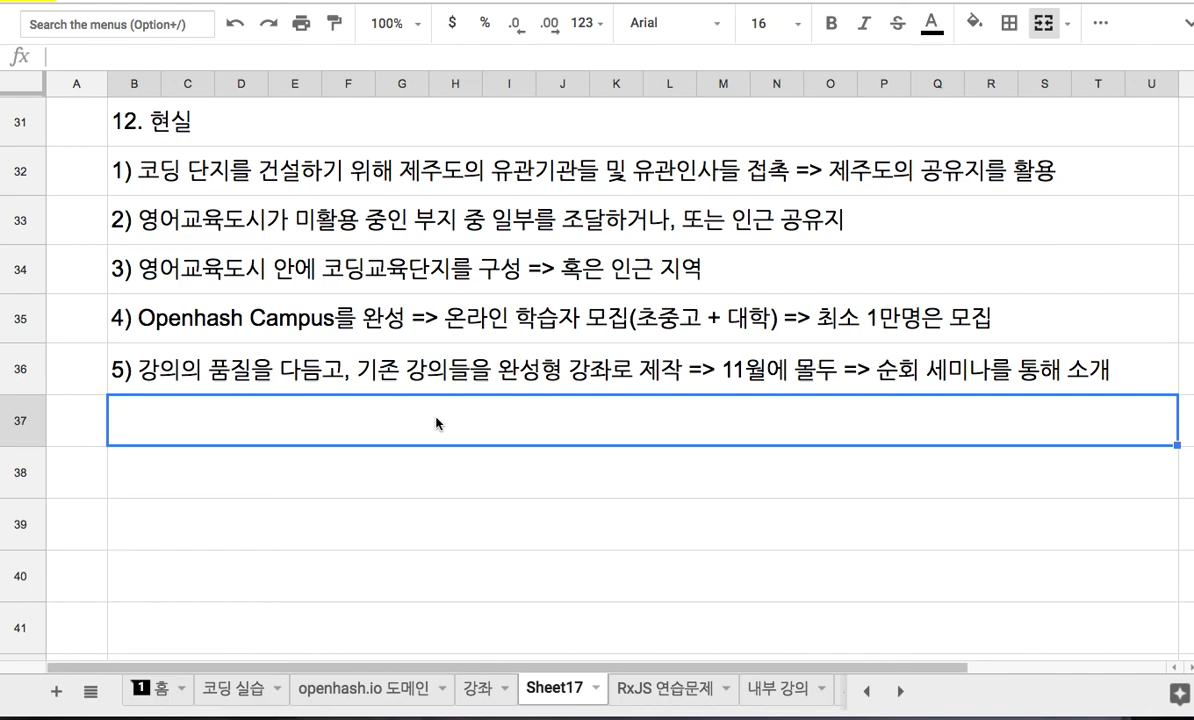 Search the menus (Option+/) 100% $ % .0 .00 123 Arial 16 B I S A
fx
A B C D E F G H I J K L M N O P Q R S T U
31 12. 현실
32 1) 코딩 단지를 건설하기 위해 제주도의 유관기관들 및 유관인사들 접촉 => 제주도의 공유지를 활용
33 2) 영어교육도시가 미활용 중인 부지 중 일부를 조달하거나, 또는 인근 공유지
34 3) 영어교육도시 안에 코딩교육단지를 구성 => 혹은 인근 지역
35 4) Openhash Campus를 완성 => 온라인 학습자 모집(초중고 + 대학) => 최소 1만명은 모집
36 5) 강의의 품질을 다듬고, 기존 강의들을 완성형 강좌로 제작 => 11월에 몰두 => 순회 세미나를 통해 소개
37
38
39
40
41
1 홈 코딩 실습 openhash.io 도메인 강좌 Sheet17 RxJS 연습문제 내부 강의